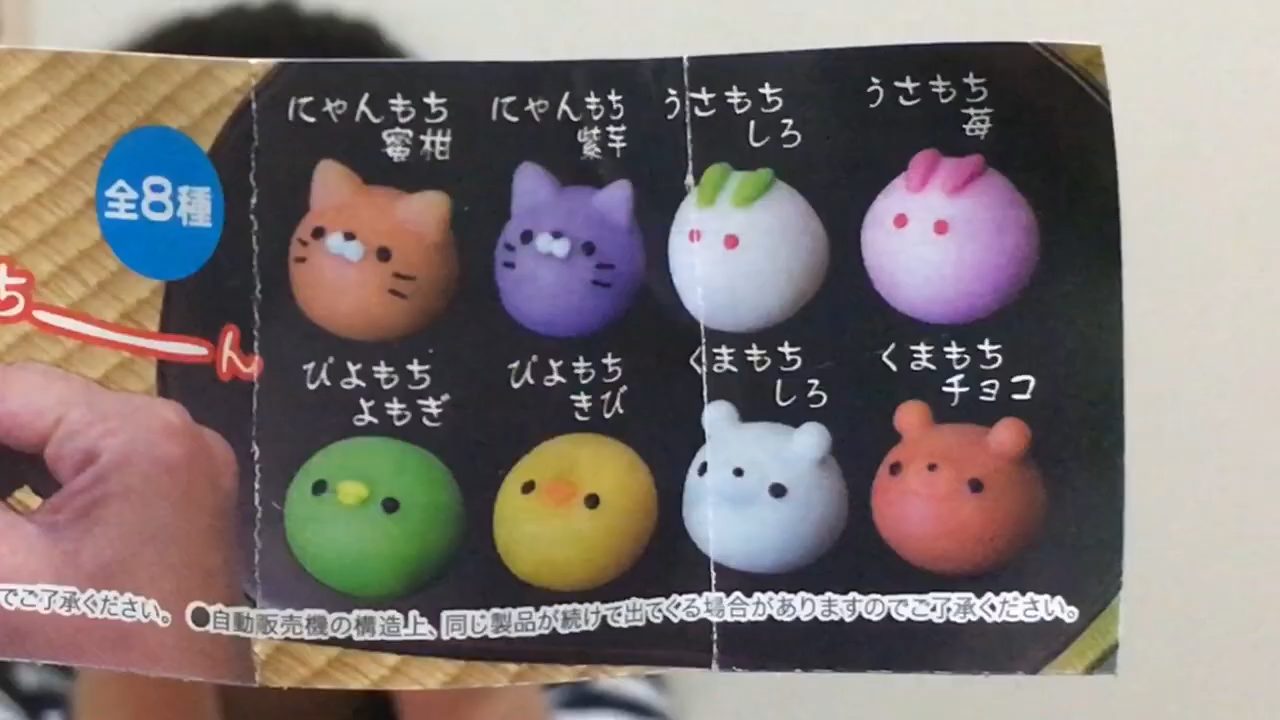 全8種
ち
ん
にゃんもち
蜜柑
にゃんもち
紫芋
うさもち
しろ
うさもち
苺
ぴよもち
よもぎ
ぴよもち
きび
くまもち
しろ
くまもち
チョコ
でご了承ください。 ●自動販売機の構造上、同じ製品が続けて出てくる場合がありますのでご了承ください。